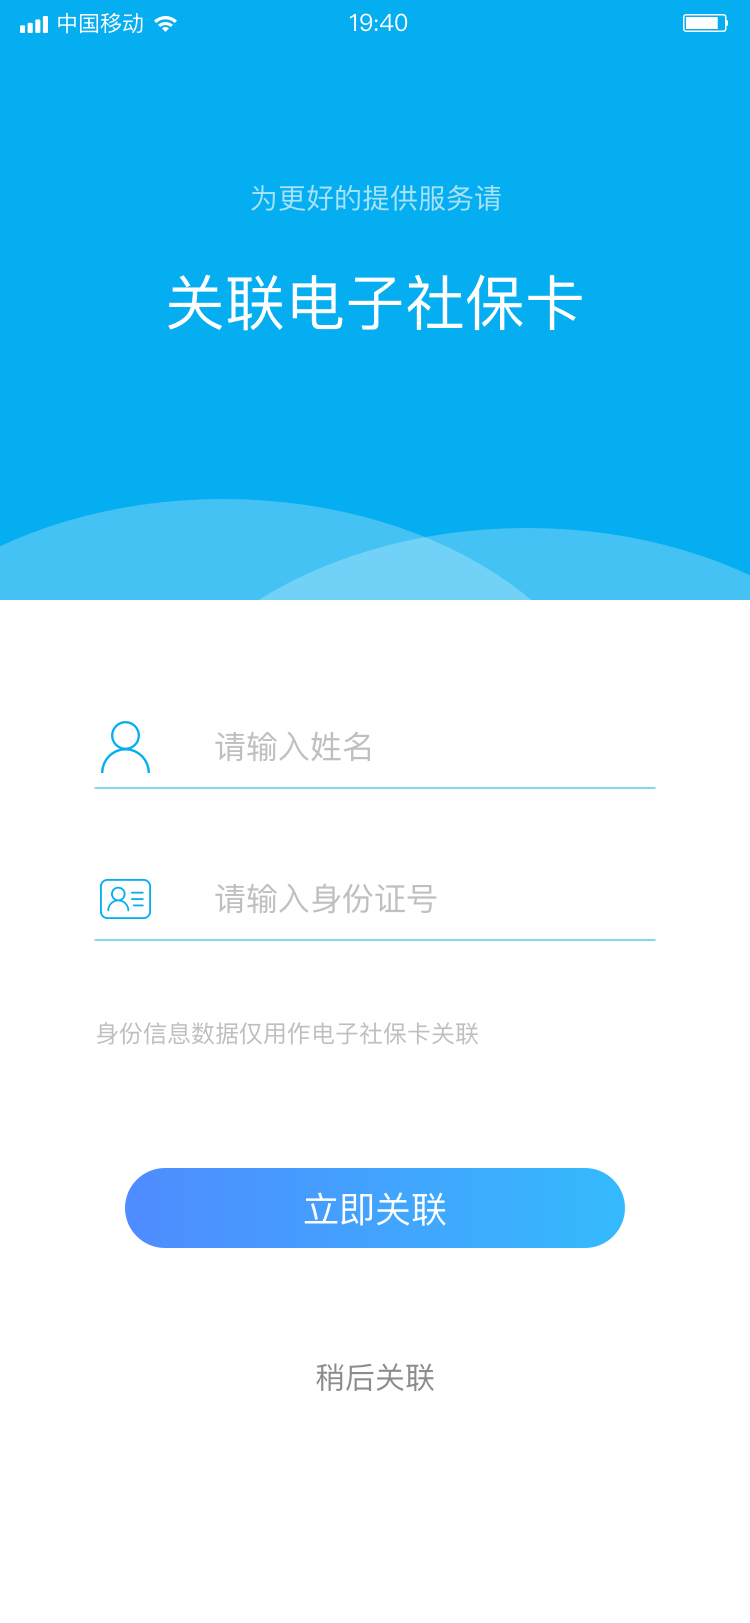 中国移动 19:40
为更好的提供服务请
关联电子社保卡
请输入姓名
请输入身份证号
身份信息数据仅用作电子社保卡关联
立即关联
稍后关联